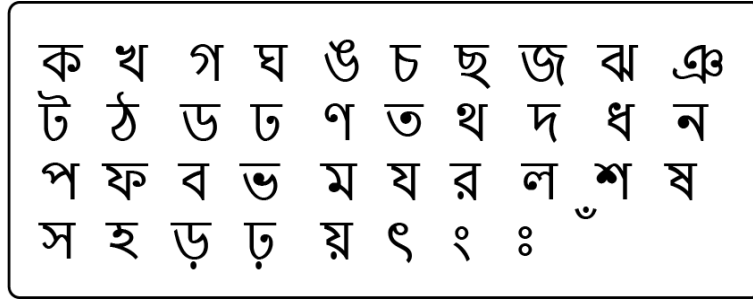 ক খ গ ঘ ঙ চ ছ জ ঝ ঞ
ট ঠ ড ঢ ণ ত থ দ ধ ন
প ফ ব ভ ম য র ল শ ষ
স হ ড় ঢ় য় ৎ ং ঃ ঁ